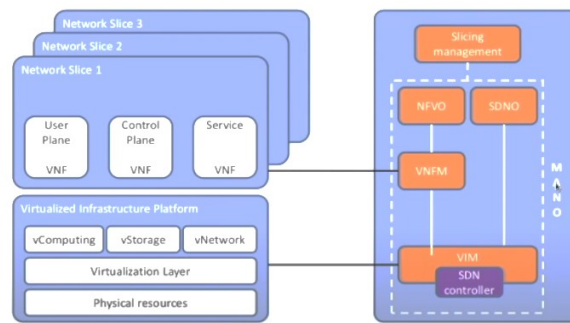 Network Slice 3
Network Slice 2
Network Slice 1
User
Plane
VNF
Control
Plane
VNF
Service
VNF
Virtualized Infrastructure Platform
vComputing
vStorage
vNetwork
Virtualization Layer
Physical resources
Slicing
management
NFVO
SDNO
VNFM
VIM
SDN
controller
M
A
N
O